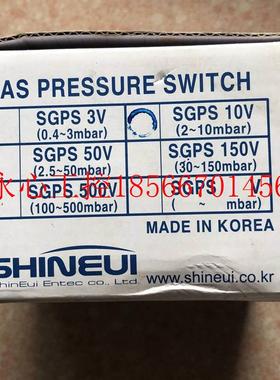 AS PRESSURE SWITCH
SGPS 3V SGPS 10V
(0.4~3mbar) (2~10mbar)
SGPS 50V SGPS 150V
(2.5~50mbar) (30~150mbar)
SGPS 500V SGPS V
(100~500mbar) ( ~ mbar)
18566701456
MADE IN KOREA
SHINEUI
ShinEui Entec co., Ltd www.shineui.co.kr